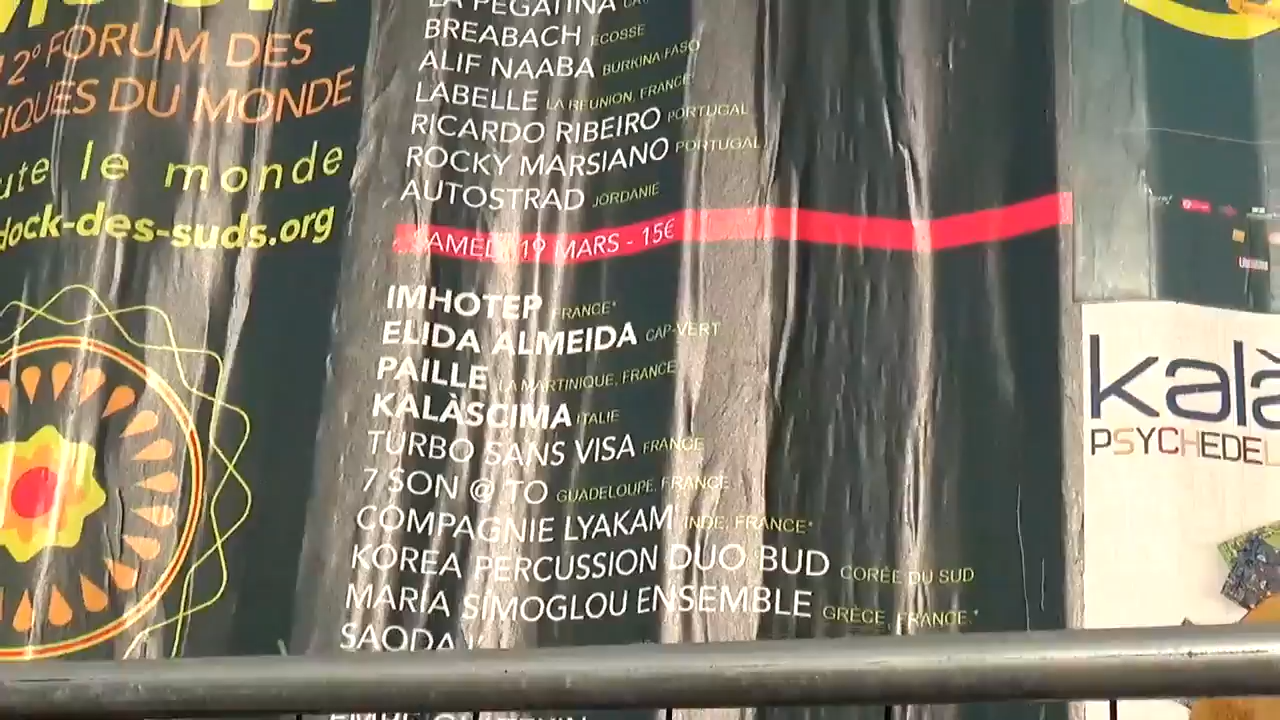 12º FORUM DES
DU MONDE
le monde
dock-des-suds.org
LA PEGATINA
BREABACH ECOSSE
ALIF NAABA BURKINA FASO
LABELLE LA REUNION, FRANCE*
RICARDO RIBEIRO PORTUGAL
ROCKY MARSIANO PORTUGAL
AUTOSTRAD JORDANIE
SAMEDI 19 MARS - 15€
IMHOTEP FRANCE*
ELIDA ALMEIDA CAP-VERT
PAILLE LA MARTINIQUE, FRANCE*
KALÀSCIMA ITALIE
TURBO SANS VISA FRANCE
7 SON @ TO GUADELOUPE, FRANCE
COMPAGNIE LYAKAM INDE, FRANCE*
KOREA PERCUSSION DUO BUD CORÉE DU SUD
MARIA SIMOGLOU ENSEMBLE GRÈCE, FRANCE.*
SAODAJ'
kalà
PSYCHEDEL